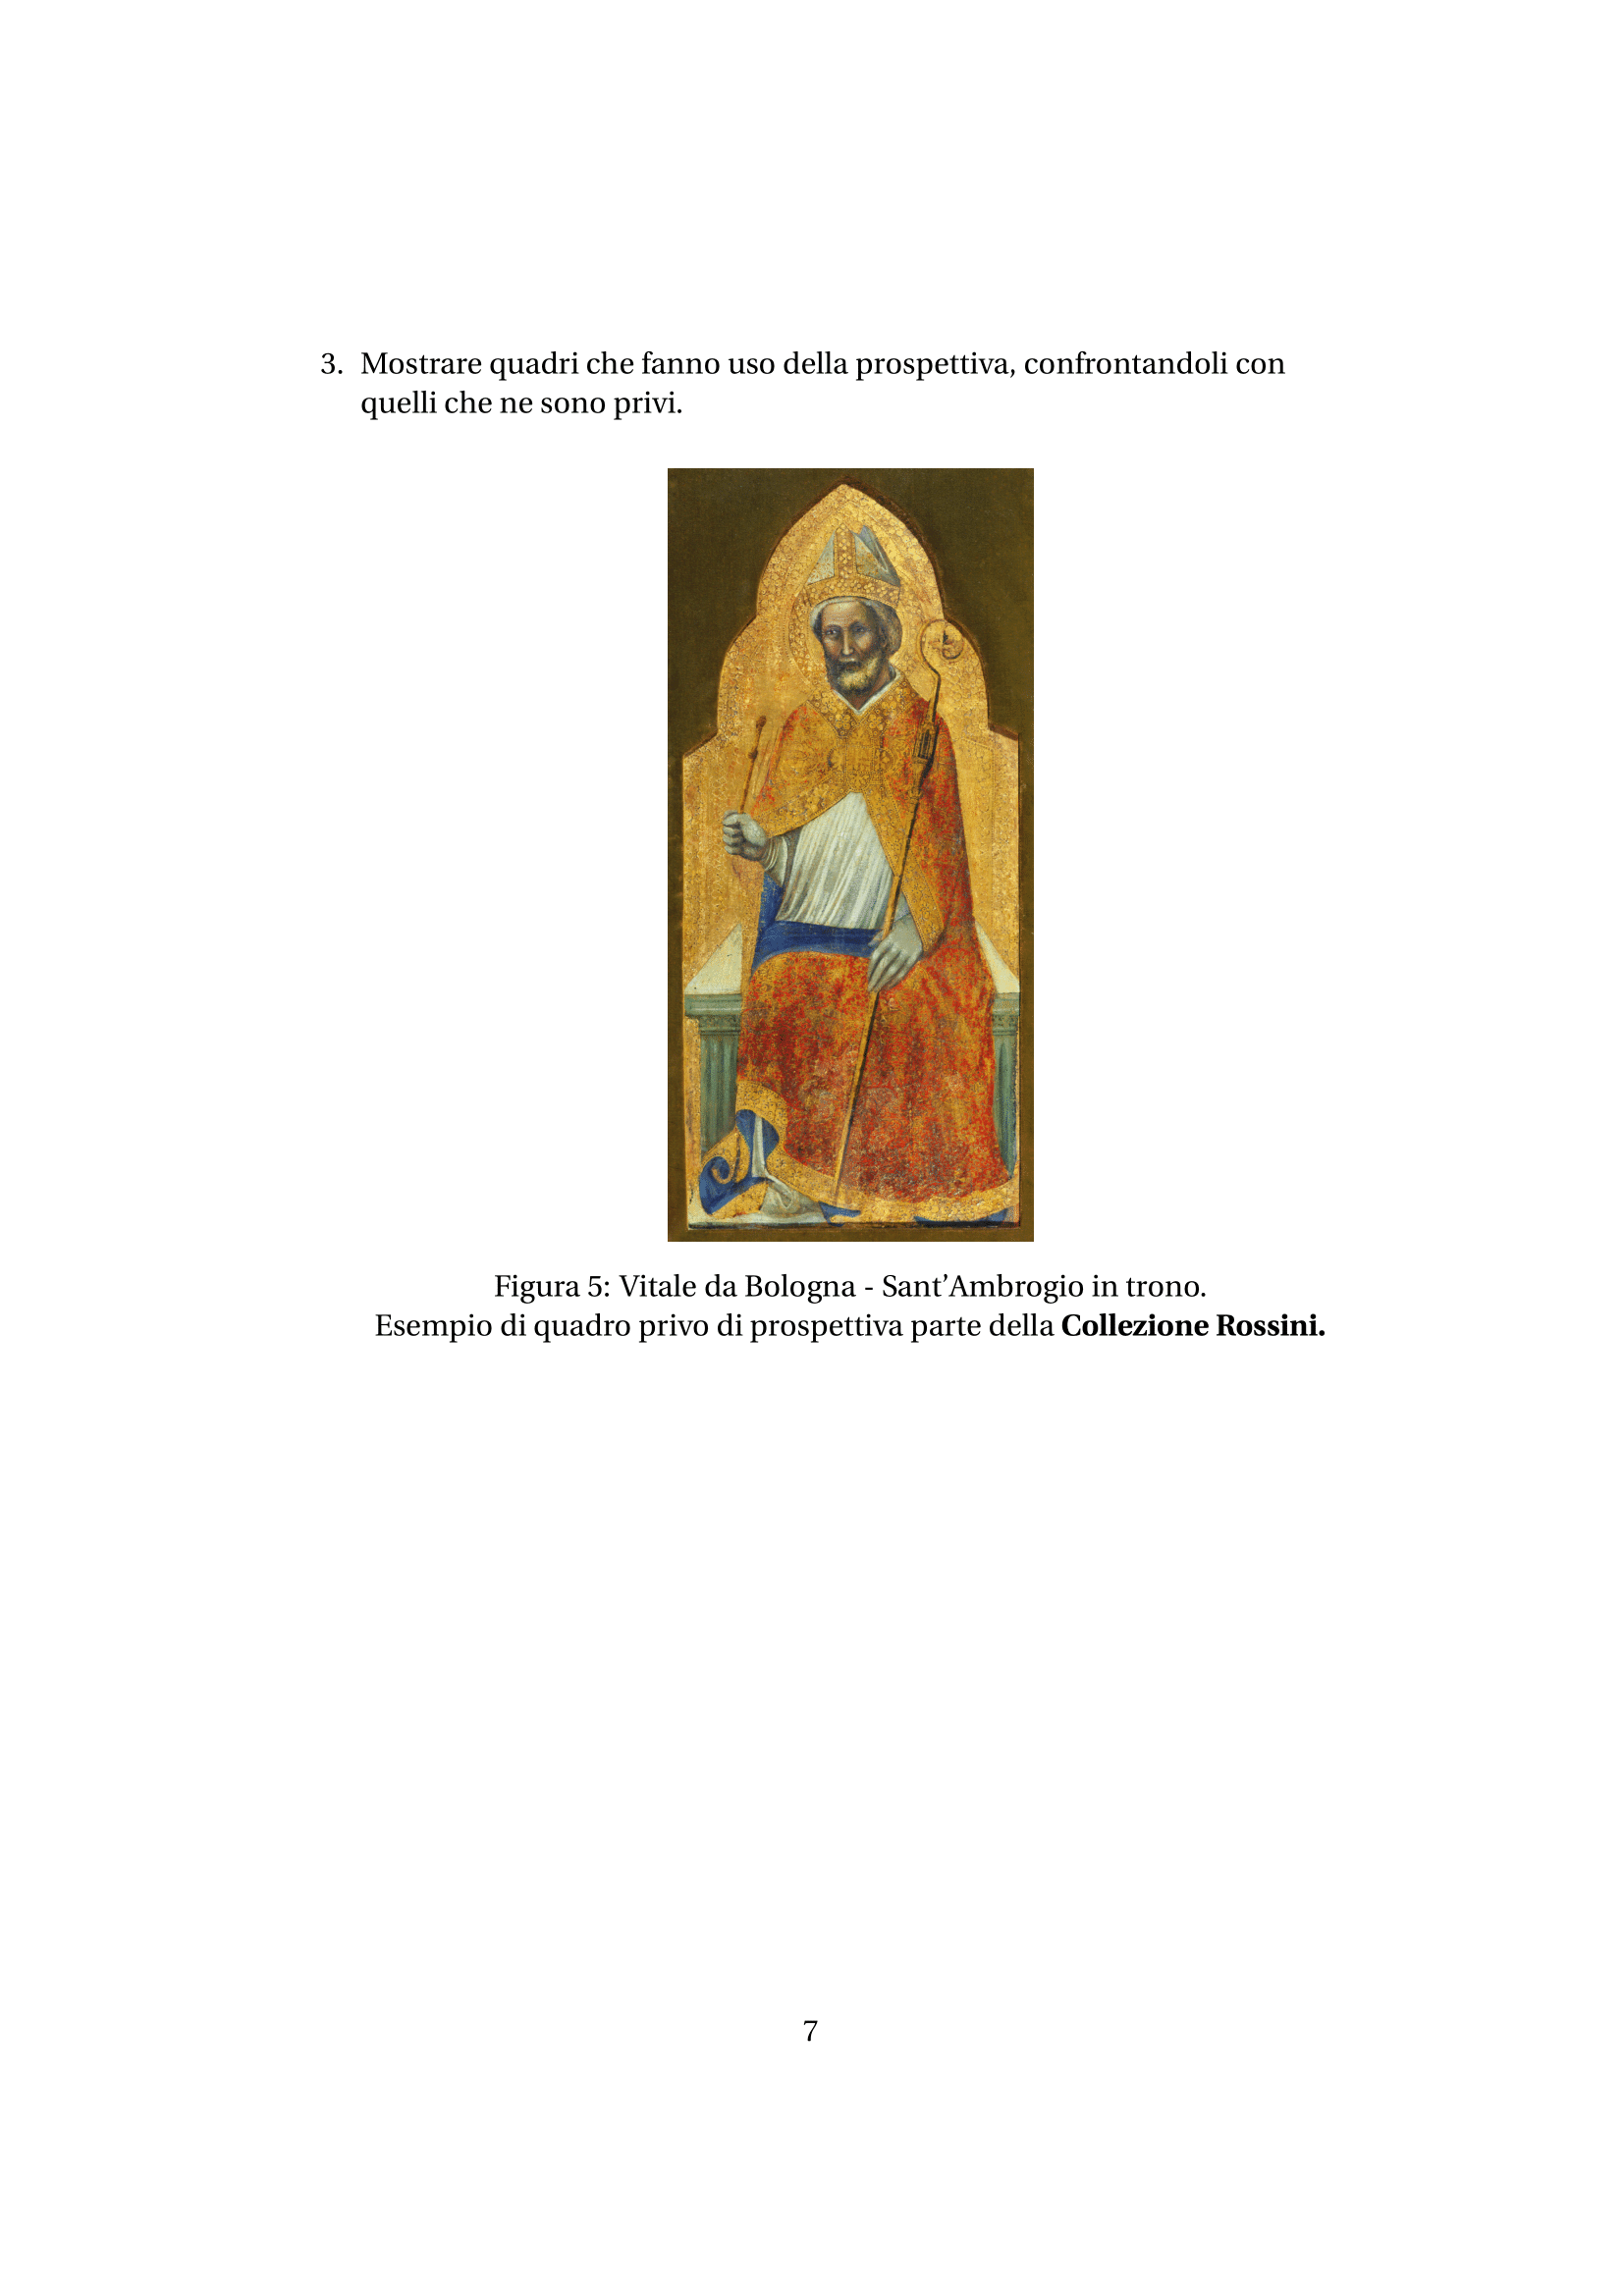 3. Mostrare quadri che fanno uso della prospettiva, confrontandoli con
quelli che ne sono privi.
Figura 5: Vitale da Bologna - Sant’Ambrogio in trono.
Esempio di quadro privo di prospettiva parte della Collezione Rossini.
7